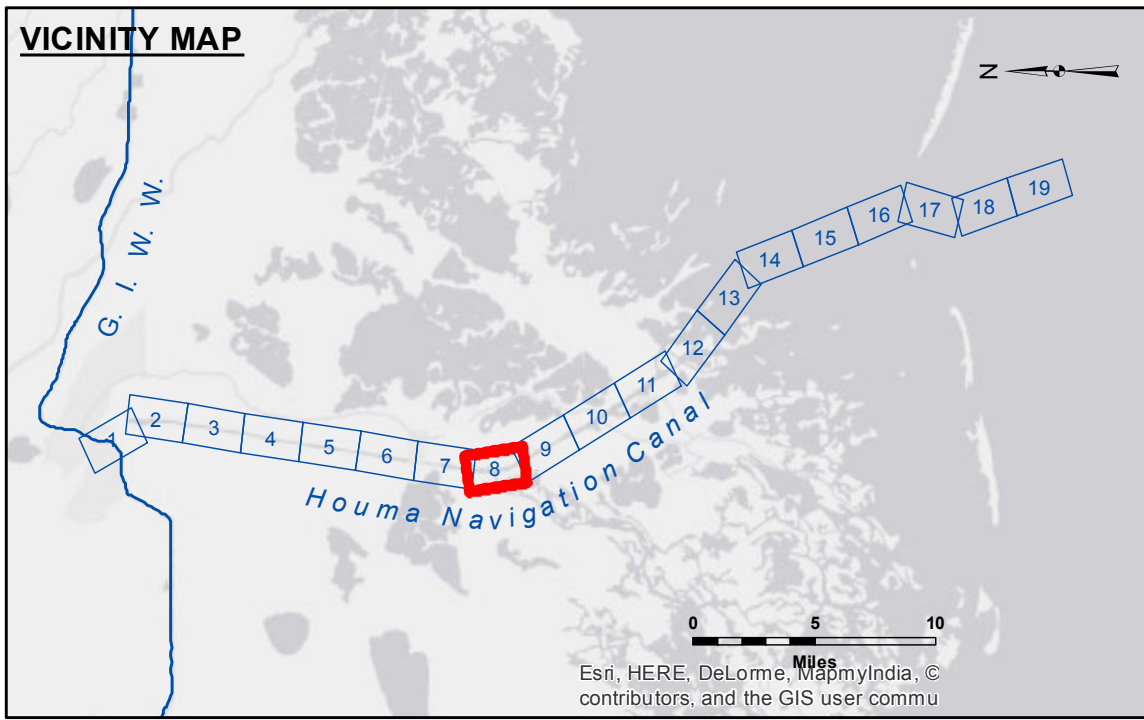 VICINITY MAP
N
G. I. W. W.
19
18
17
16
15
14
13
12
11
10
9
8
7
6
5
4
3
2
1
Houma Navigation Canal
0 5 10
Miles
Esri, HERE, DeLorme, MapmyIndia, ©
contributors, and the GIS user commu